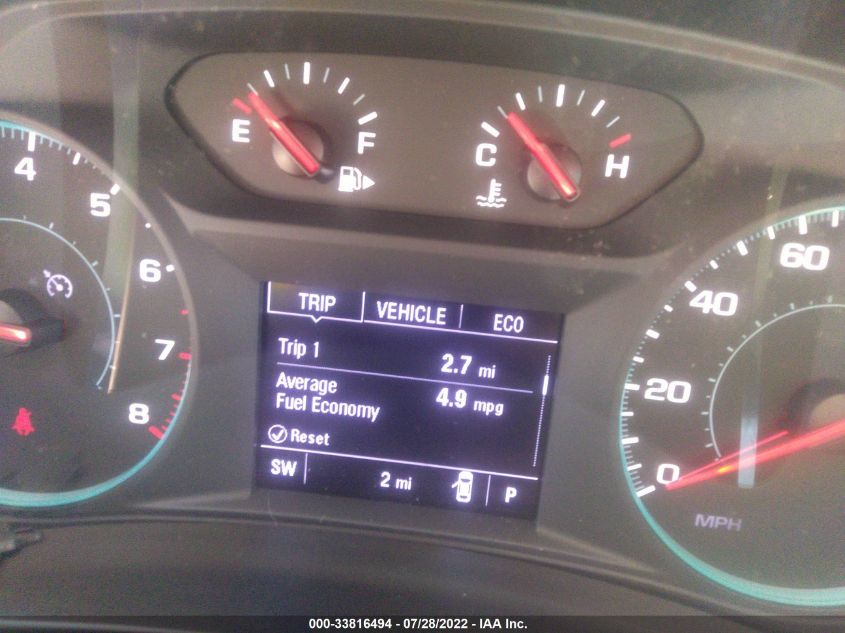 E F C H
4
5
6
7
8
TRIP VEHICLE ECO
Trip 1 2.7 mi
Average
Fuel Economy 4.9 mpg
Reset
SW 2 mi P
60
40
20
0
MPH
000-33816494 - 07/28/2022 - IAA Inc.